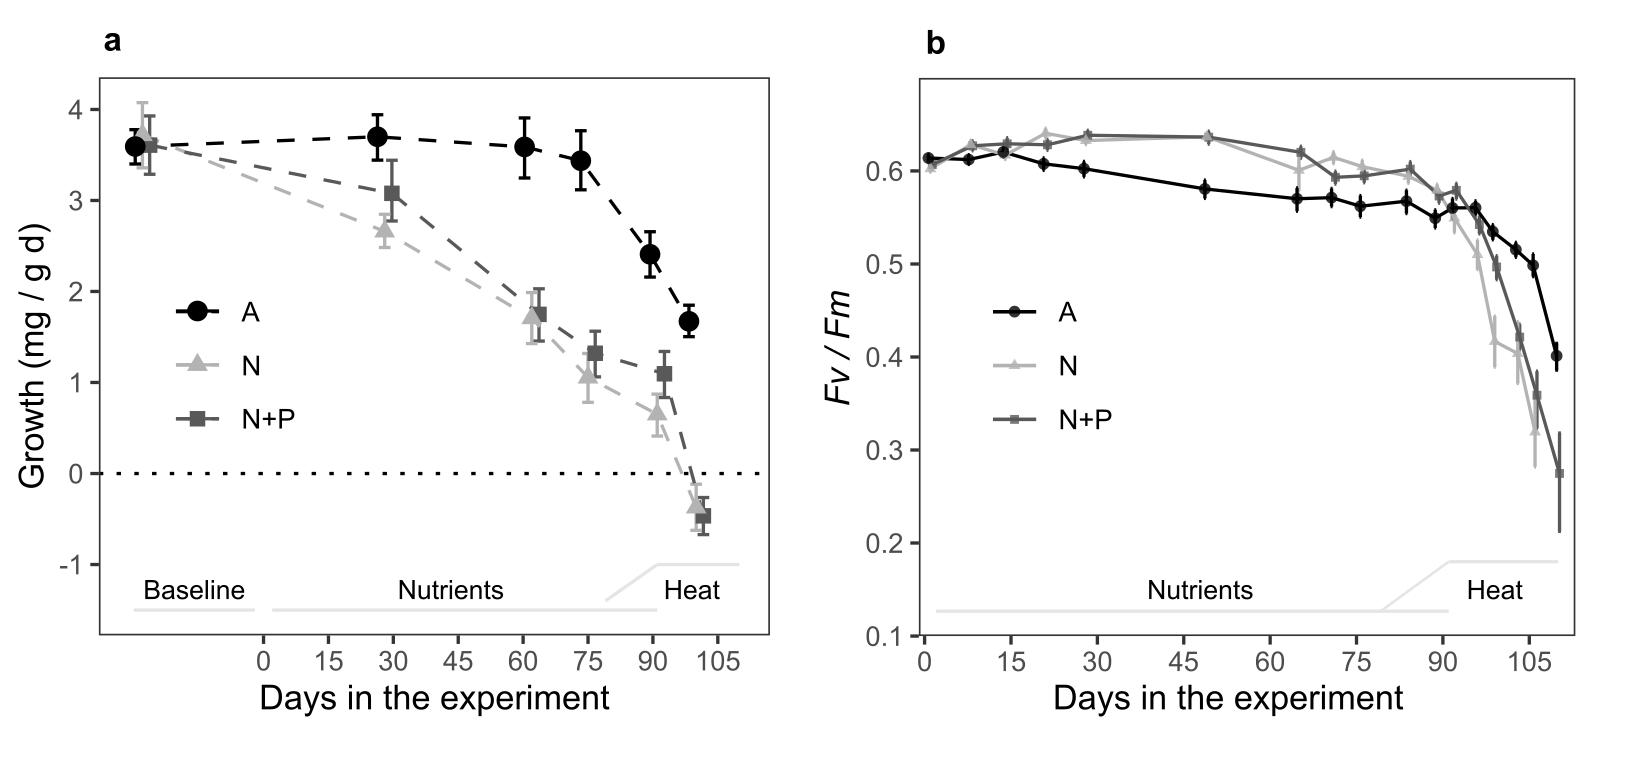 a
Growth (mg / g d)
4
3
2
1
0
-1
A
N
N+P
Baseline
Nutrients
Heat
0 15 30 45 60 75 90 105
Days in the experiment
b
Fv / Fm
0.6
0.5
0.4
0.3
0.2
0.1
A
N
N+P
Nutrients
Heat
0 15 30 45 60 75 90 105
Days in the experiment